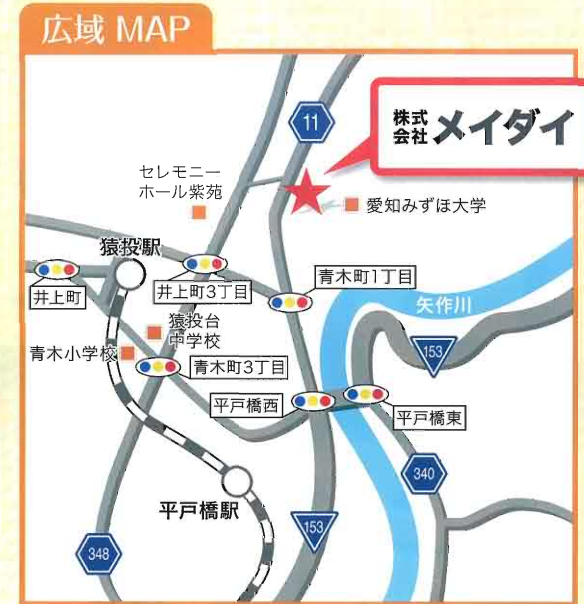 広域 MAP
11
株式
会社
メイダイ
セレモニー
ホール紫苑
愛知みずほ大学
猿投駅
井上町
井上町3丁目
青木町1丁目
矢作川
猿投台
中学校
青木小学校
青木町3丁目
153
平戸橋西
平戸橋東
340
平戸橋駅
153
348